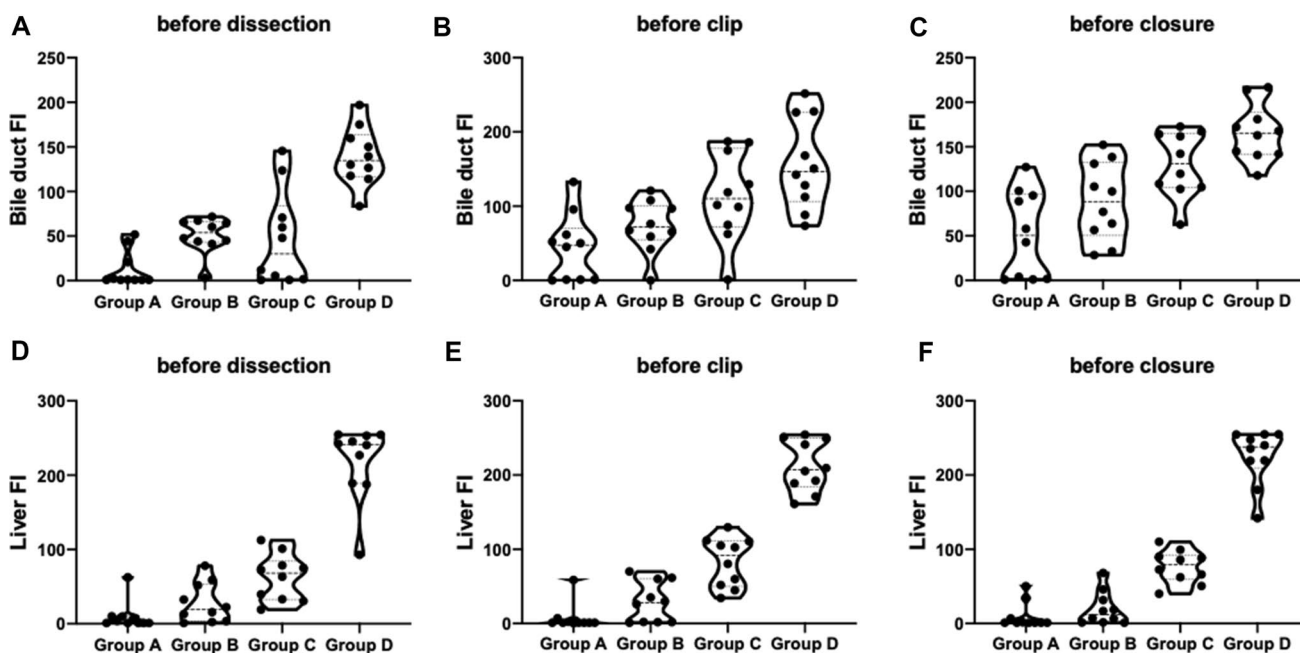 A
before dissection
Bile duct FI
250
200
150
100
50
0
Group A Group B Group C Group D
B
before clip
Bile duct FI
300
200
100
0
Group A Group B Group C Group D
C
before closure
Bile duct FI
250
200
150
100
50
0
Group A Group B Group C Group D
D
before dissection
Liver FI
300
200
100
0
Group A Group B Group C Group D
E
before clip
Liver FI
300
200
100
0
Group A Group B Group C Group D
F
before closure
Liver FI
300
200
100
0
Group A Group B Group C Group D